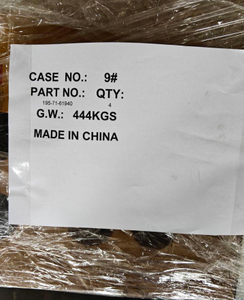 CASE NO.: 9#
PART NO.: QTY:
195-71-61940 4
G.W.: 444KGS
MADE IN CHINA